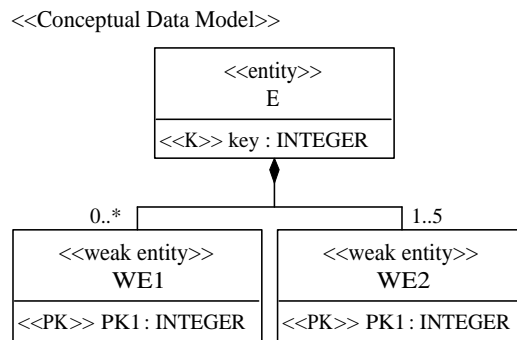 <<Conceptual Data Model>>
<<entity>>
E
<<K>> key : INTEGER
0..*
1..5
<<weak entity>>
WE1
<<PK>> PK1 : INTEGER
<<weak entity>>
WE2
<<PK>> PK1 : INTEGER